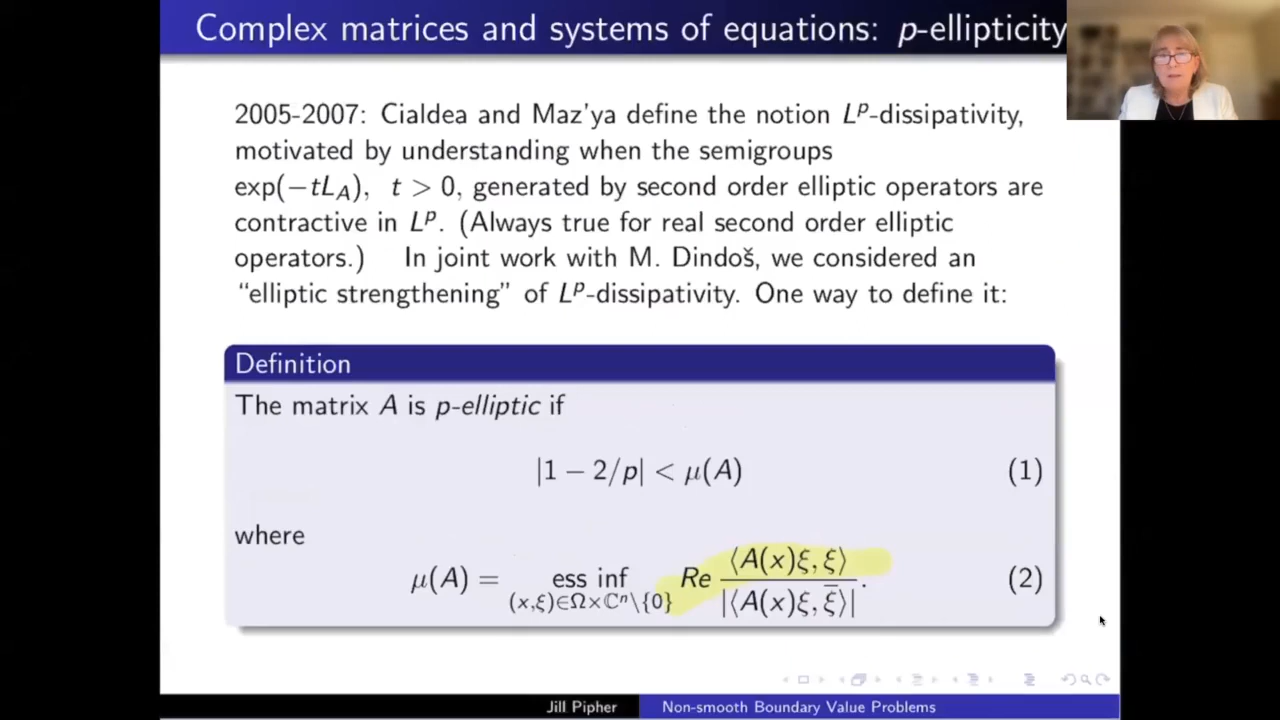 Complex matrices and systems of equations: p-ellipticity
2005-2007: Cialdea and Maz'ya define the notion Lᵖ-dissipativity,
motivated by understanding when the semigroups
exp(−tL_A), t > 0, generated by second order elliptic operators are
contractive in Lᵖ. (Always true for real second order elliptic
operators.) In joint work with M. Dindoš, we considered an
“elliptic strengthening” of Lᵖ-dissipativity. One way to define it:
Definition
The matrix A is p-elliptic if
|1 − 2/p| < μ(A) (1)
where
μ(A) = ess inf_{(x,ξ)∈Ω×ℂⁿ\{0}} Re ⟨A(x)ξ, ξ⟩ / |⟨A(x)ξ, ξ̄⟩| . (2)
Jill Pipher Non-smooth Boundary Value Problems